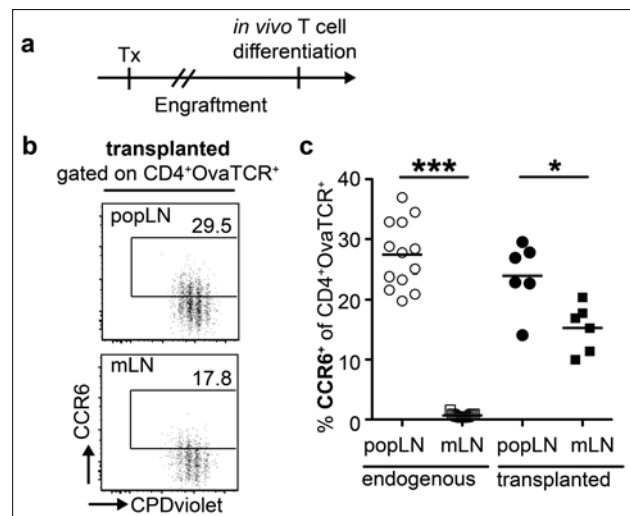 a
in vivo T cell
differentiation
Tx
Engraftment
b
transplanted
gated on CD4⁺OvaTCR⁺
popLN
29.5
mLN
17.8
CCR6
CPDviolet
c
*** *
% CCR6⁺ of CD4⁺OvaTCR⁺
40
30
20
10
0
popLN mLN popLN mLN
endogenous transplanted